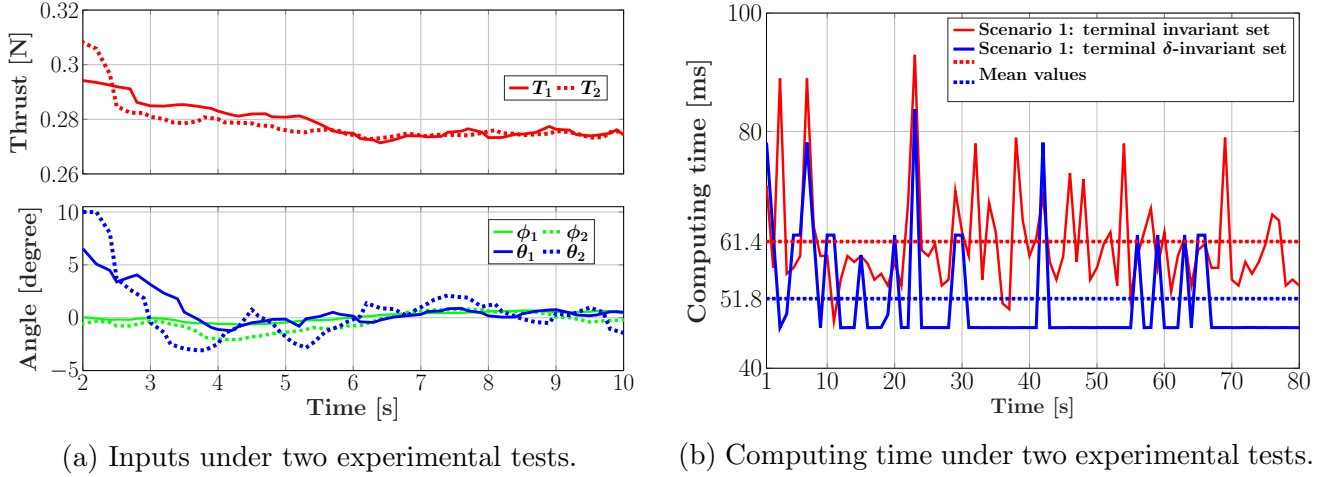 0.32
0.3
0.28
0.26
Thrust [N]
T1 T2
10
5
0
−5
Angle [degree]
ϕ1 ϕ2
θ1 θ2
2 3 4 5 6 7 8 9 10
Time [s]
(a) Inputs under two experimental tests.
100
80
61.4
51.8
40
Computing time [ms]
Scenario 1: terminal invariant set
Scenario 1: terminal δ-invariant set
Mean values
1 10 20 30 40 50 60 70 80
Time [s]
(b) Computing time under two experimental tests.